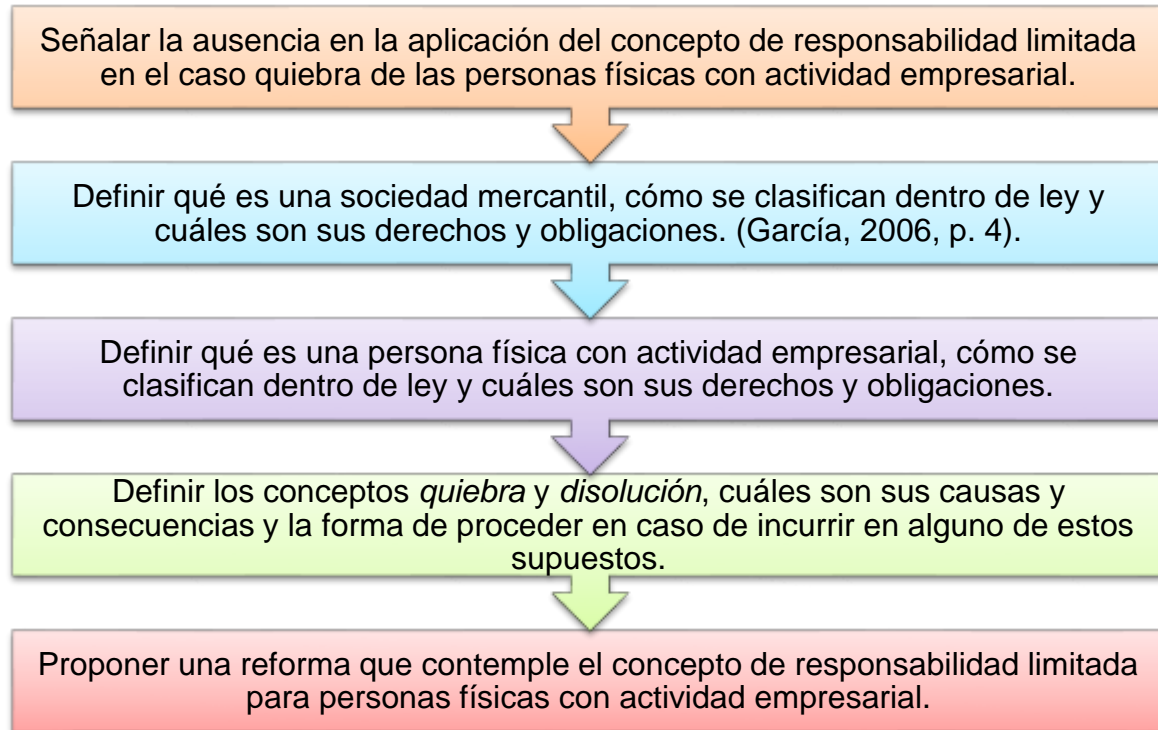 Señalar la ausencia en la aplicación del concepto de responsabilidad limitada
en el caso quiebra de las personas físicas con actividad empresarial.
Definir qué es una sociedad mercantil, cómo se clasifican dentro de ley y
cuáles son sus derechos y obligaciones. (García, 2006, p. 4).
Definir qué es una persona física con actividad empresarial, cómo se
clasifican dentro de ley y cuáles son sus derechos y obligaciones.
Definir los conceptos quiebra y disolución, cuáles son sus causas y
consecuencias y la forma de proceder en caso de incurrir en alguno de estos
supuestos.
Proponer una reforma que contemple el concepto de responsabilidad limitada
para personas físicas con actividad empresarial.